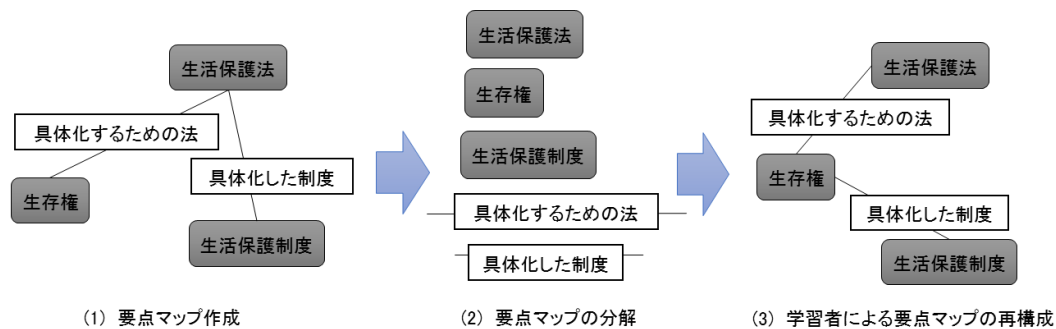 生活保護法
具体化するための法
具体化した制度
生存権
生活保護制度
(1) 要点マップ作成
生活保護法
生存権
生活保護制度
具体化するための法
具体化した制度
(2) 要点マップの分解
生活保護法
具体化するための法
生存権
具体化した制度
生活保護制度
(3) 学習者による要点マップの再構成